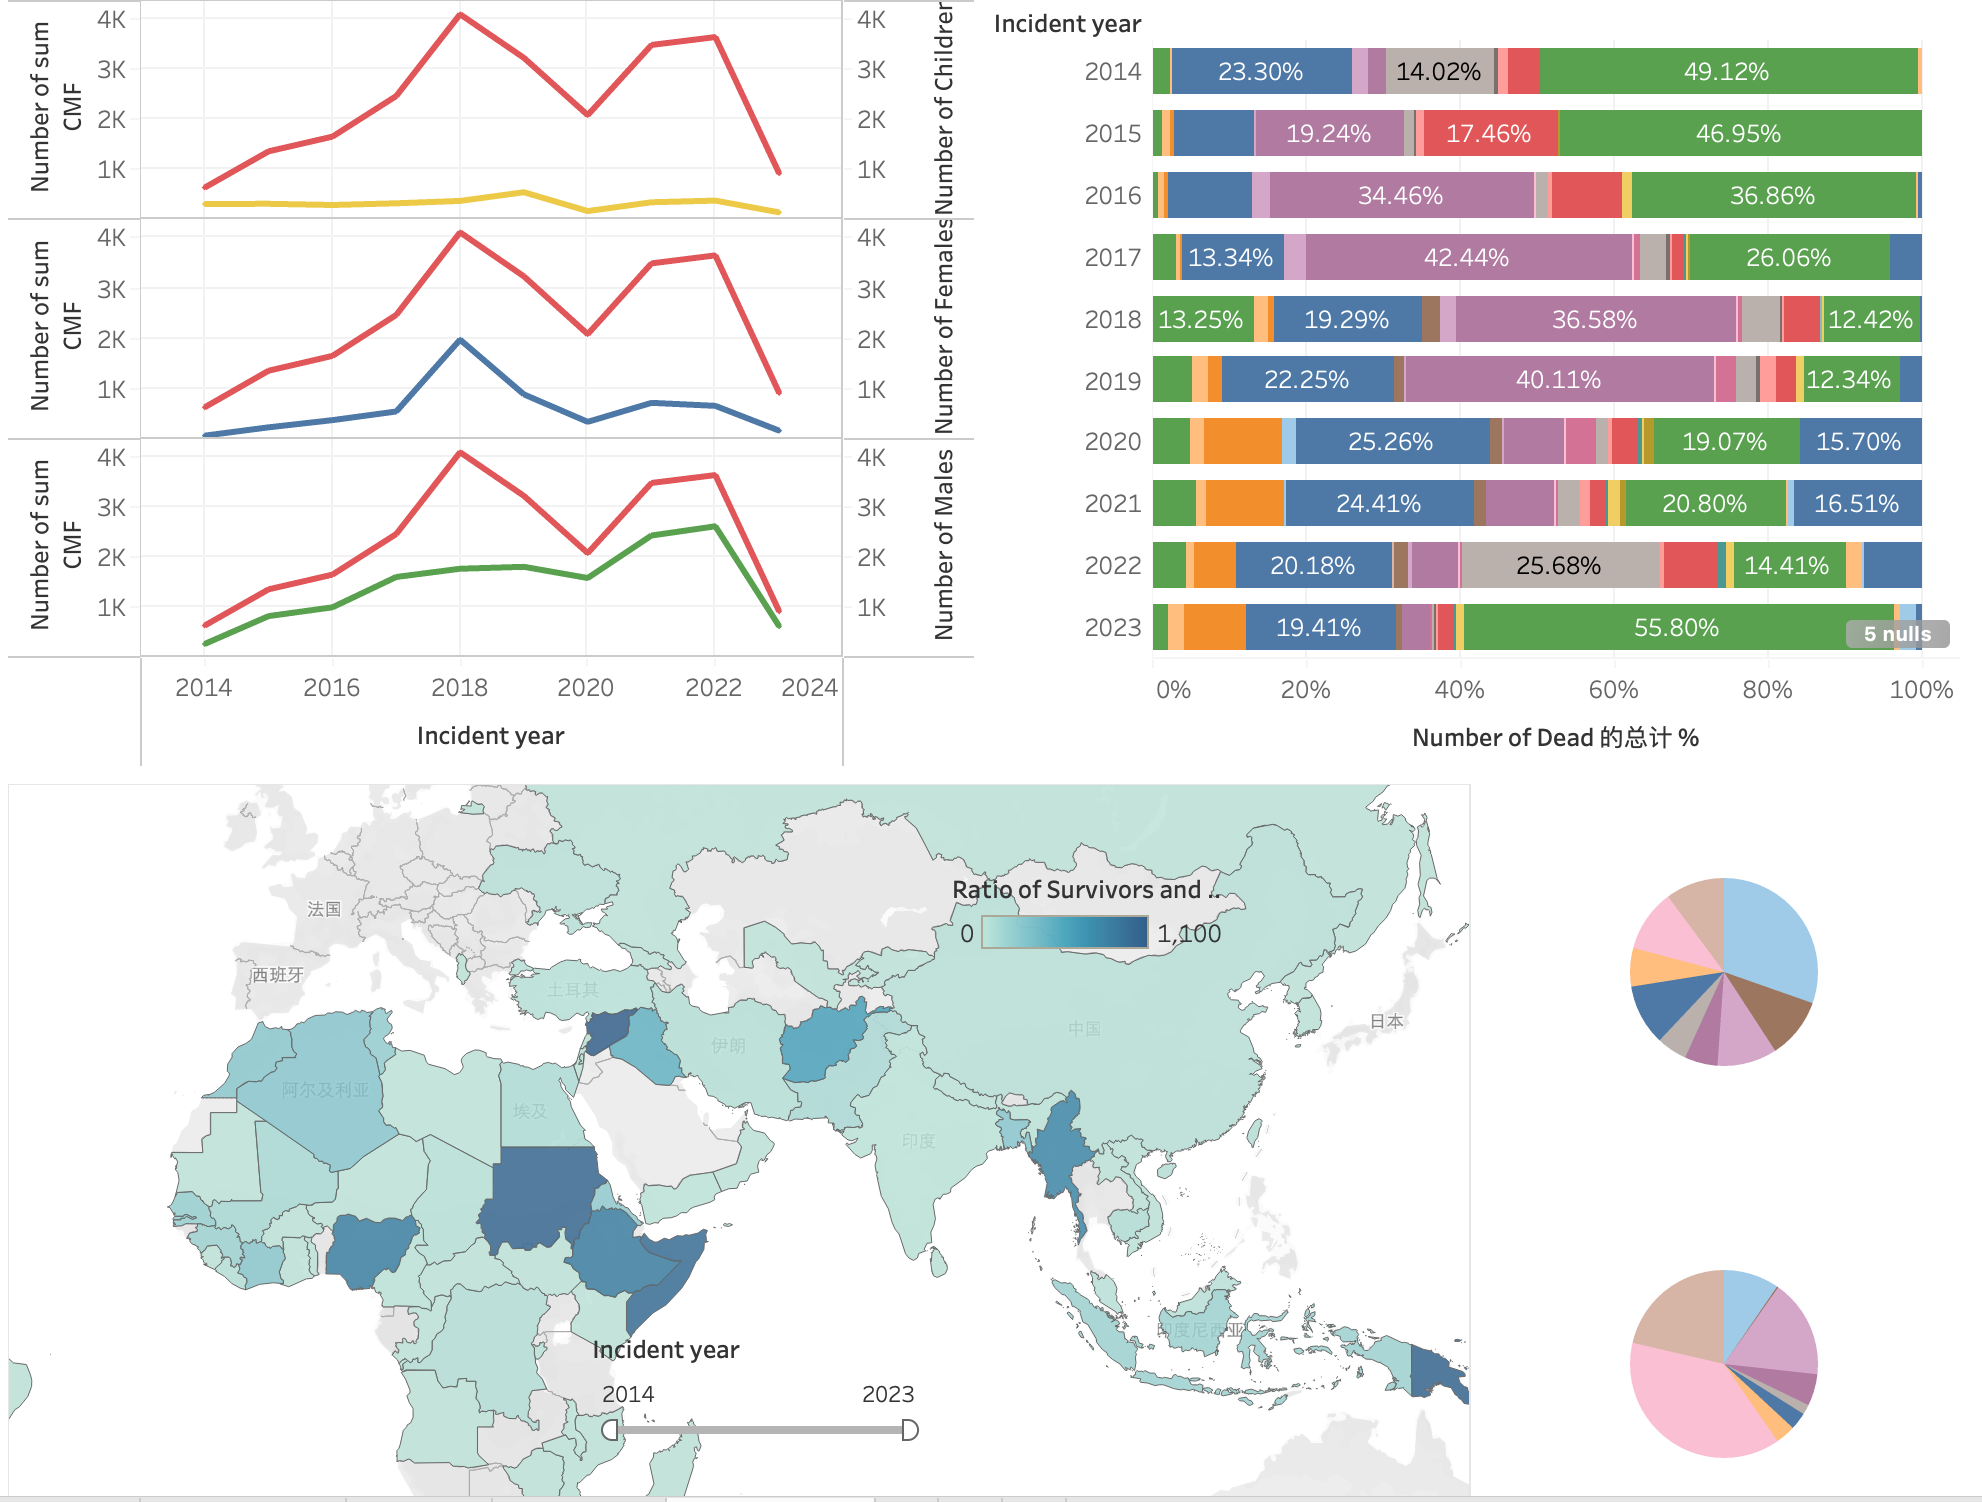 Number of sum
CMF
4K
3K
2K
1K
4K
3K
2K
1K
Number of Children
Number of sum
CMF
4K
3K
2K
1K
4K
3K
2K
1K
Number of Females
Number of sum
CMF
4K
3K
2K
1K
4K
3K
2K
1K
Number of Males
2014
2016
2018
2020
2022
2024
Incident year
Incident year
2014
23.30%
14.02%
49.12%
2015
19.24%
17.46%
46.95%
2016
34.46%
36.86%
2017
13.34%
42.44%
26.06%
2018
13.25%
19.29%
36.58%
12.42%
2019
22.25%
40.11%
12.34%
2020
25.26%
19.07%
15.70%
2021
24.41%
20.80%
16.51%
2022
20.18%
25.68%
14.41%
2023
19.41%
55.80%
5 nulls
0%
20%
40%
60%
80%
100%
Number of Dead 的总计 %
法国
西班牙
土耳其
伊朗
中国
日本
阿尔及利亚
埃及
印度
印度尼西亚
Ratio of Survivors and ..
0
1,100
Incident year
2014
2023